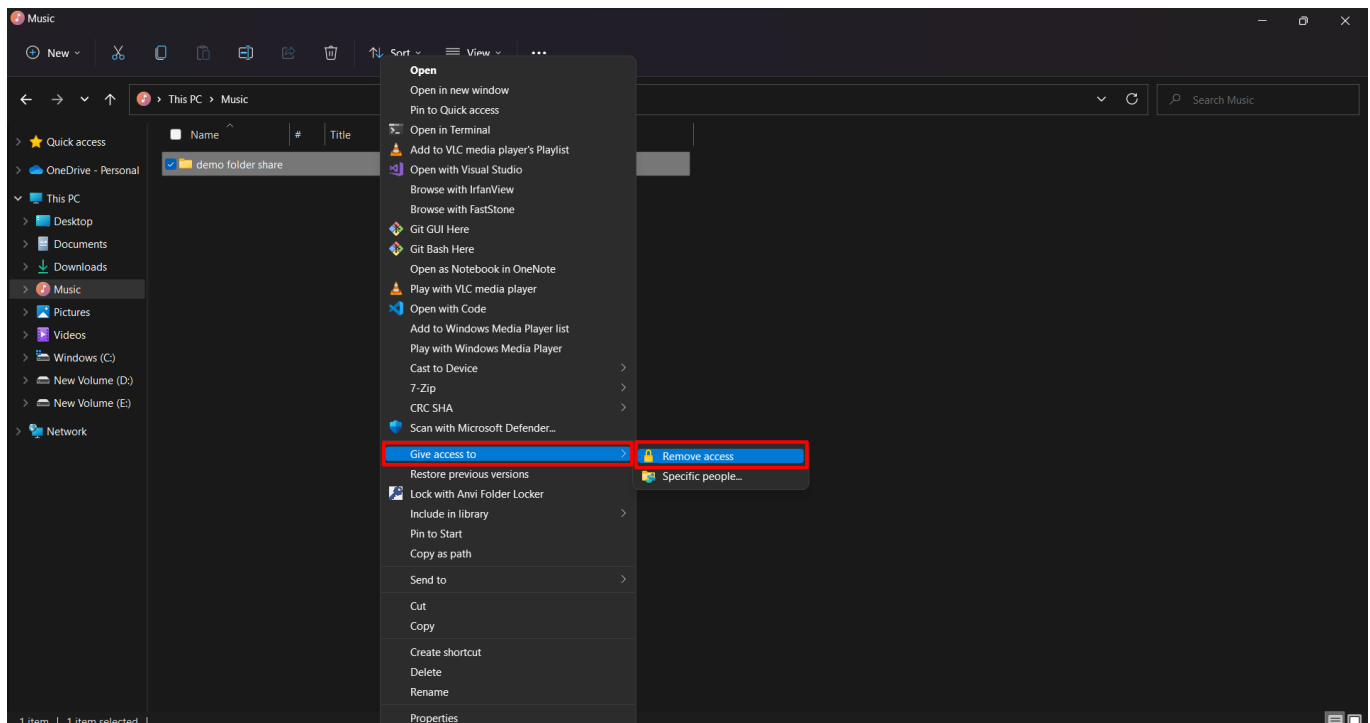 Music
New
Sort
View
This PC > Music
Search Music
Quick access
OneDrive - Personal
This PC
Desktop
Documents
Downloads
Music
Pictures
Videos
Windows (C:)
New Volume (D:)
New Volume (E:)
Network
Name # Title
demo folder share
Open
Open in new window
Pin to Quick access
Open in Terminal
Add to VLC media player's Playlist
Open with Visual Studio
Browse with IrfanView
Browse with FastStone
Git GUI Here
Git Bash Here
Open as Notebook in OneNote
Play with VLC media player
Open with Code
Add to Windows Media Player list
Play with Windows Media Player
Cast to Device
7-Zip
CRC SHA
Scan with Microsoft Defender...
Give access to
Restore previous versions
Lock with Anvi Folder Locker
Include in library
Pin to Start
Copy as path
Send to
Cut
Copy
Create shortcut
Delete
Rename
Properties
Remove access
Specific people...
1 item | 1 item selected |